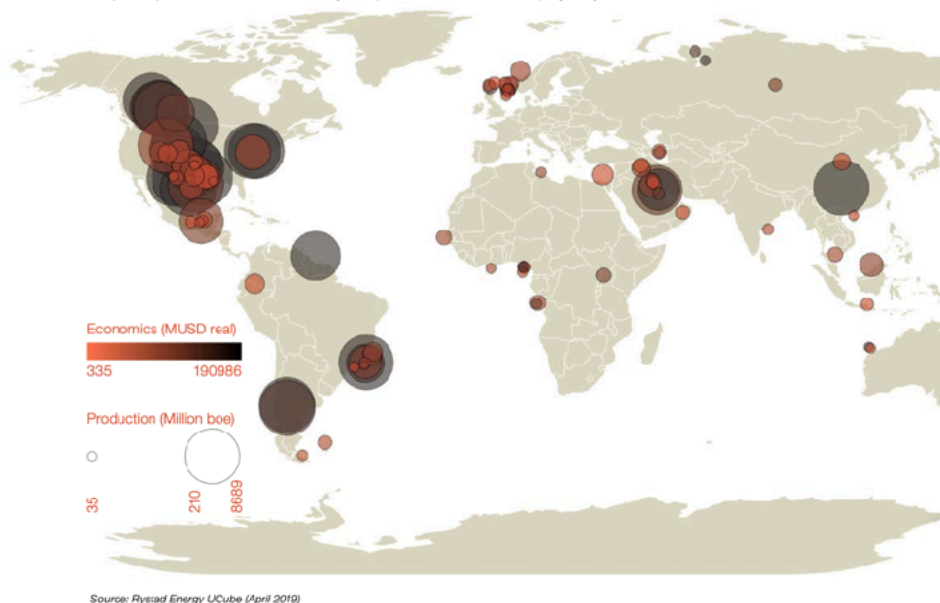 Economics (MUSD real)
335 190986
Production (Million boe)
35 210 8689
Source: Rystad Energy UCube (April 2019)